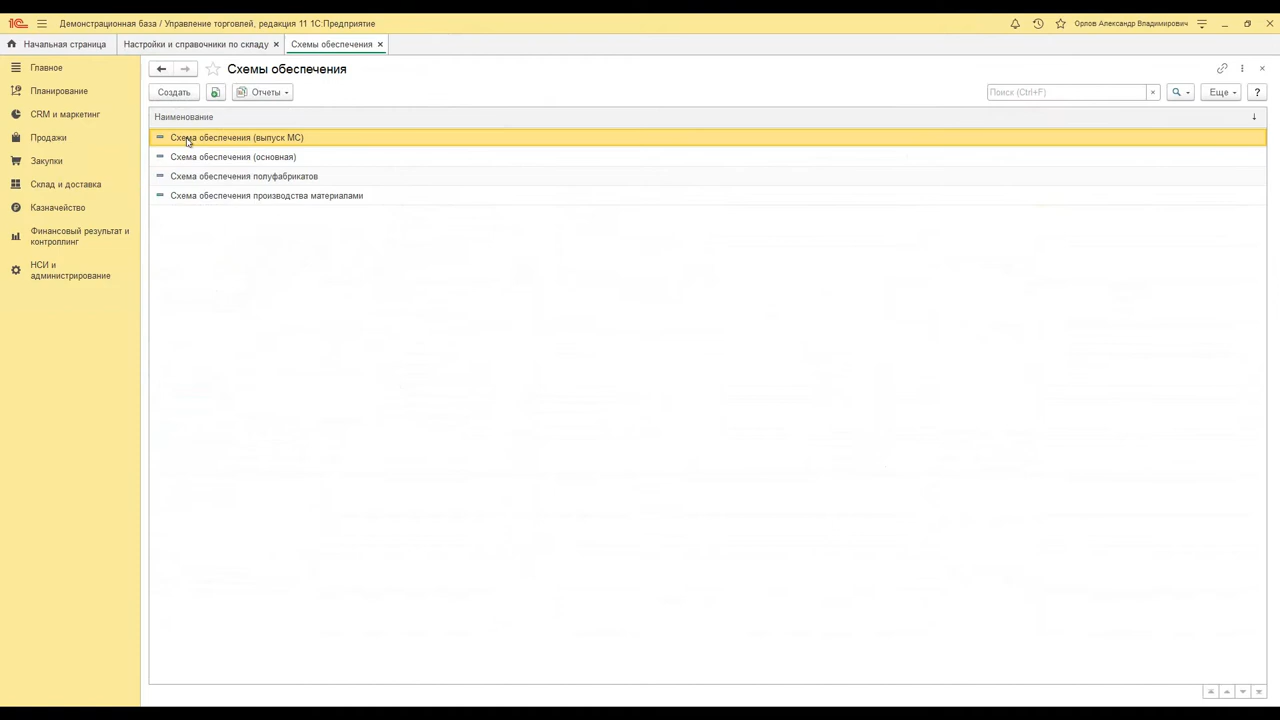 1С Демонстрационная база / Управление торговлей, редакция 11 1С:Предприятие
Орлов Александр Владимирович
Начальная страница
Настройки и справочники по складу ×
Схемы обеспечения ×
Главное
Планирование
CRM и маркетинг
Продажи
Закупки
Склад и доставка
Казначейство
Финансовый результат и
контроллинг
НСИ и
администрирование
Схемы обеспечения
Создать
Отчеты
Поиск (Ctrl+F)
×
Еще
?
Наименование
Схема обеспечения (выпуск МС)
Схема обеспечения (основная)
Схема обеспечения полуфабрикатов
Схема обеспечения производства материалами